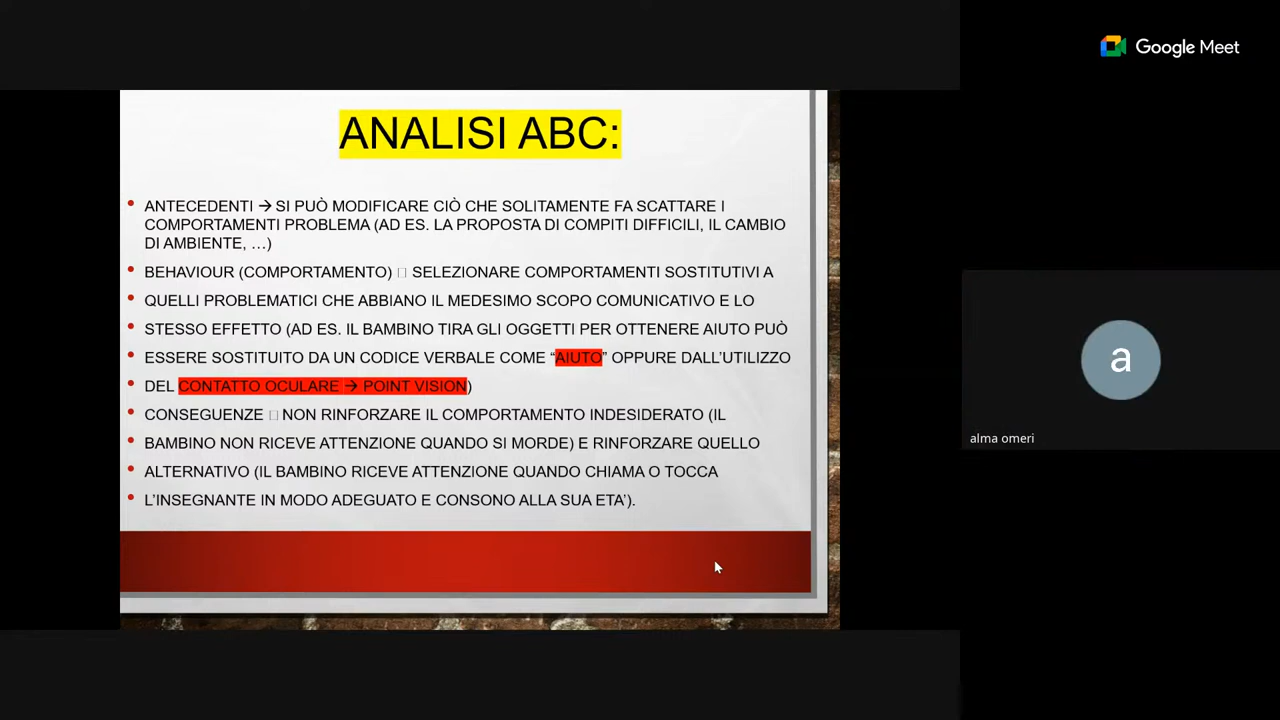 Google Meet
ANALISI ABC:
ANTECEDENTI → SI PUÒ MODIFICARE CIÒ CHE SOLITAMENTE FA SCATTARE I
COMPORTAMENTI PROBLEMA (AD ES. LA PROPOSTA DI COMPITI DIFFICILI, IL CAMBIO
DI AMBIENTE, …)
BEHAVIOUR (COMPORTAMENTO) □ SELEZIONARE COMPORTAMENTI SOSTITUTIVI A
QUELLI PROBLEMATICI CHE ABBIANO IL MEDESIMO SCOPO COMUNICATIVO E LO
STESSO EFFETTO (AD ES. IL BAMBINO TIRA GLI OGGETTI PER OTTENERE AIUTO PUÒ
ESSERE SOSTITUITO DA UN CODICE VERBALE COME “AIUTO” OPPURE DALL’UTILIZZO
DEL CONTATTO OCULARE → POINT VISION)
CONSEGUENZE □ NON RINFORZARE IL COMPORTAMENTO INDESIDERATO (IL
BAMBINO NON RICEVE ATTENZIONE QUANDO SI MORDE) E RINFORZARE QUELLO
ALTERNATIVO (IL BAMBINO RICEVE ATTENZIONE QUANDO CHIAMA O TOCCA
L’INSEGNANTE IN MODO ADEGUATO E CONSONO ALLA SUA ETA’).
a
alma omeri